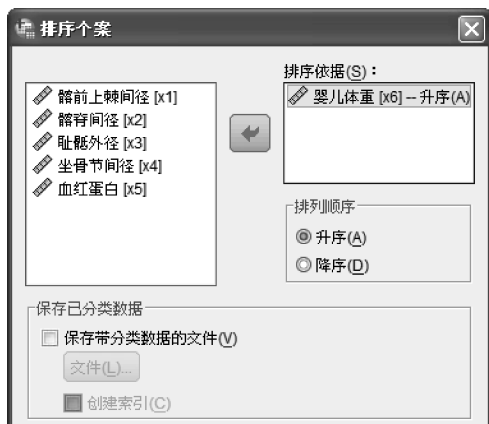 排序个案
排序依据(S)：
髂前上棘间径 [x1]
髂脊间径 [x2]
耻骶外径 [x3]
坐骨节间径 [x4]
血红蛋白 [x5]
婴儿体重 [x6] -- 升序(A)
排列顺序
升序(A)
降序(D)
保存已分类数据
保存带分类数据的文件(V)
文件(L)...
创建索引(C)